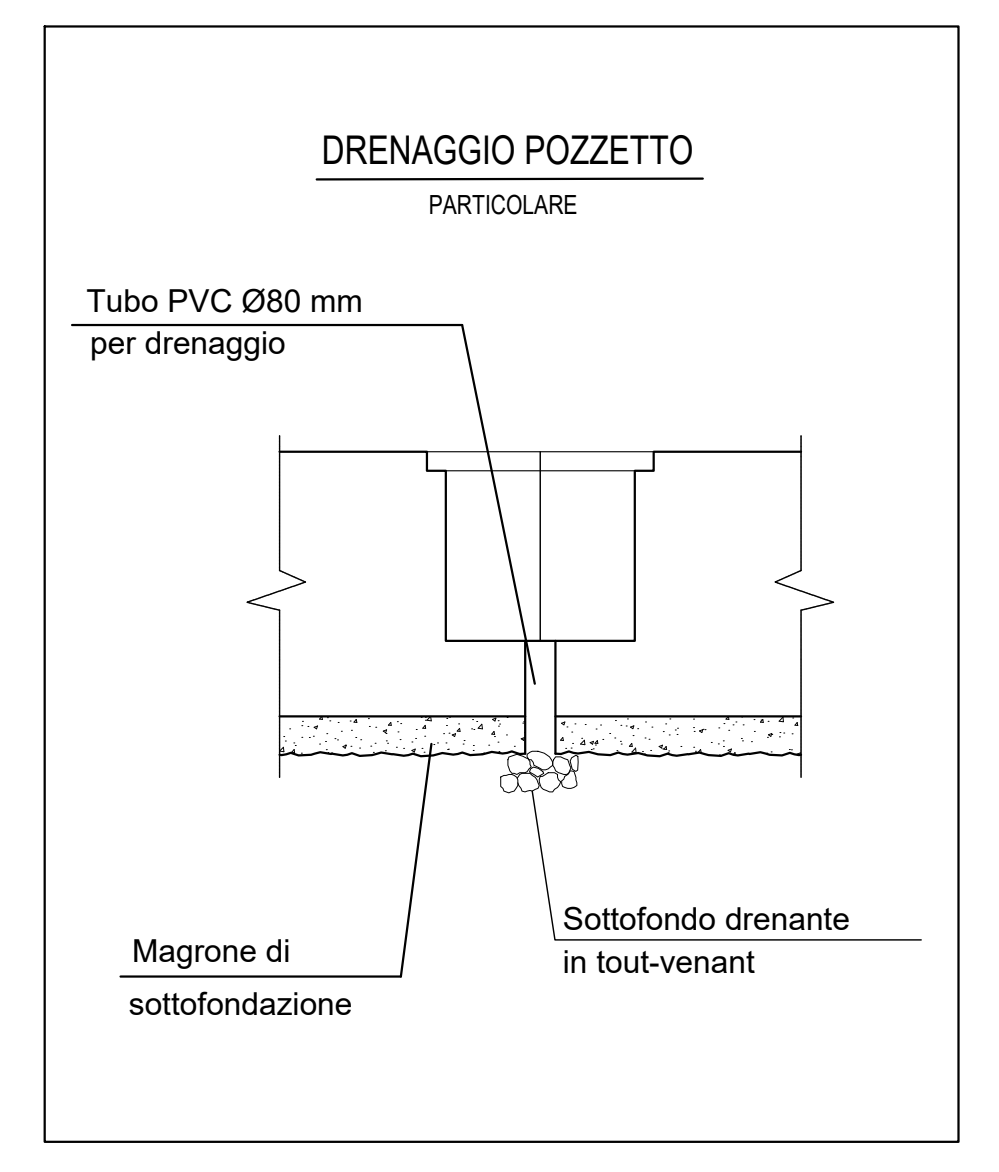 DRENAGGIO POZZETTO
PARTICOLARE
Tubo PVC Ø80 mm
per drenaggio
Sottofondo drenante
in tout-venant
Magrone di
sottofondazione